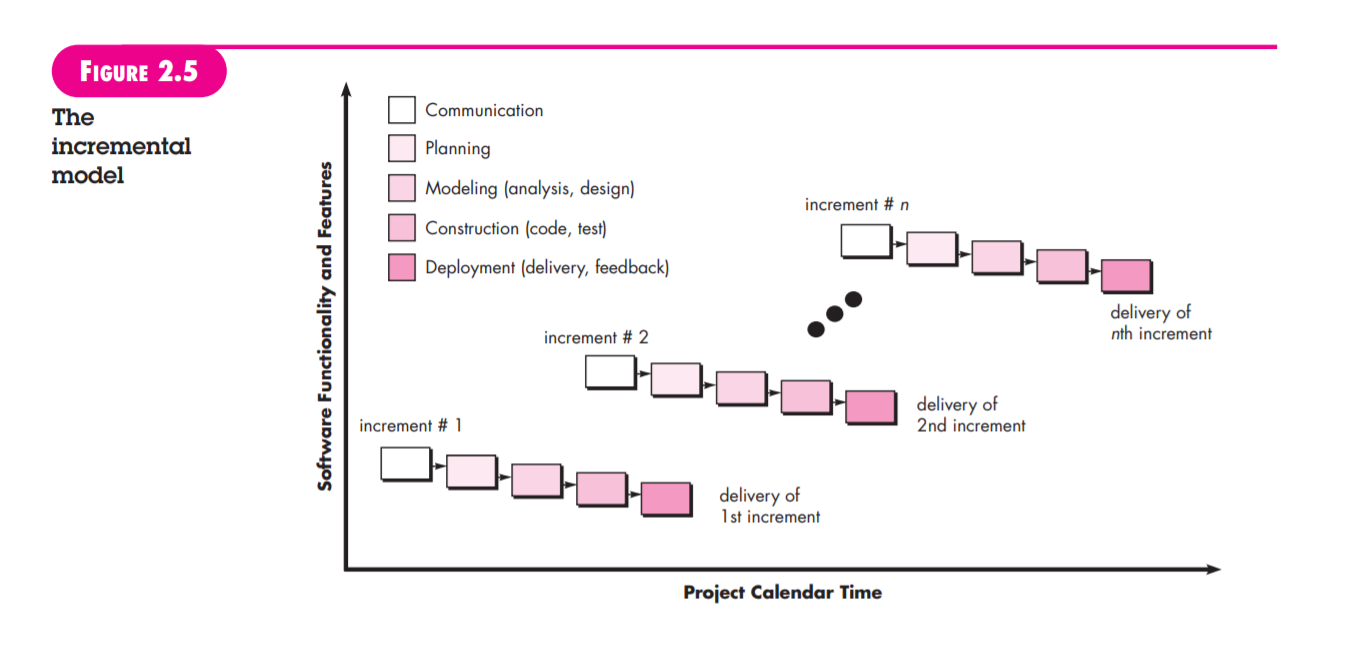 FIGURE 2.5
The
incremental
model
Software Functionality and Features
Communication
Planning
Modeling (analysis, design)
Construction (code, test)
Deployment (delivery, feedback)
increment # n
delivery of
nth increment
increment # 2
delivery of
2nd increment
increment # 1
delivery of
1st increment
Project Calendar Time